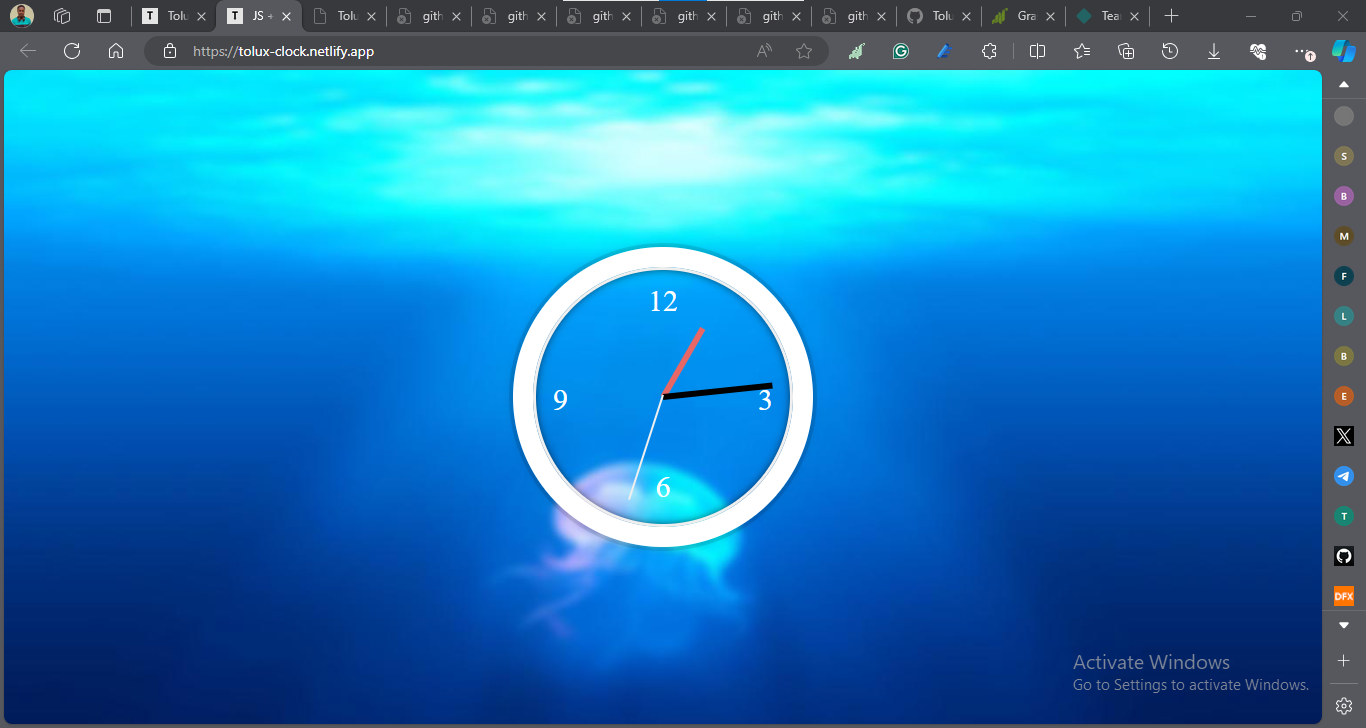 T Tolu
T JS +
Tolu
gith
gith
gith
gith
gith
gith
Tolu
Gra
Tea
https://tolux-clock.netlify.app
12
9
3
6
S
B
M
F
L
B
E
T
DFX
Activate Windows
Go to Settings to activate Windows.